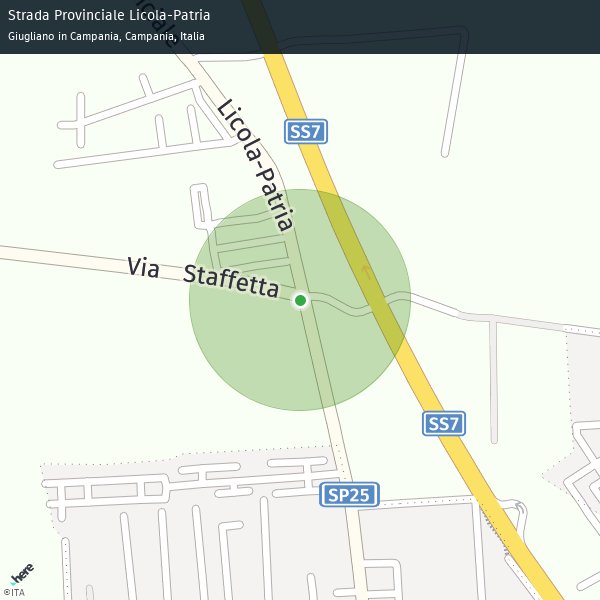 Strada Provinciale Licola-Patria
Giugliano in Campania, Campania, Italia
Licola-Patria
SS7
Via Staffetta
SS7
SP25
here
©ITA